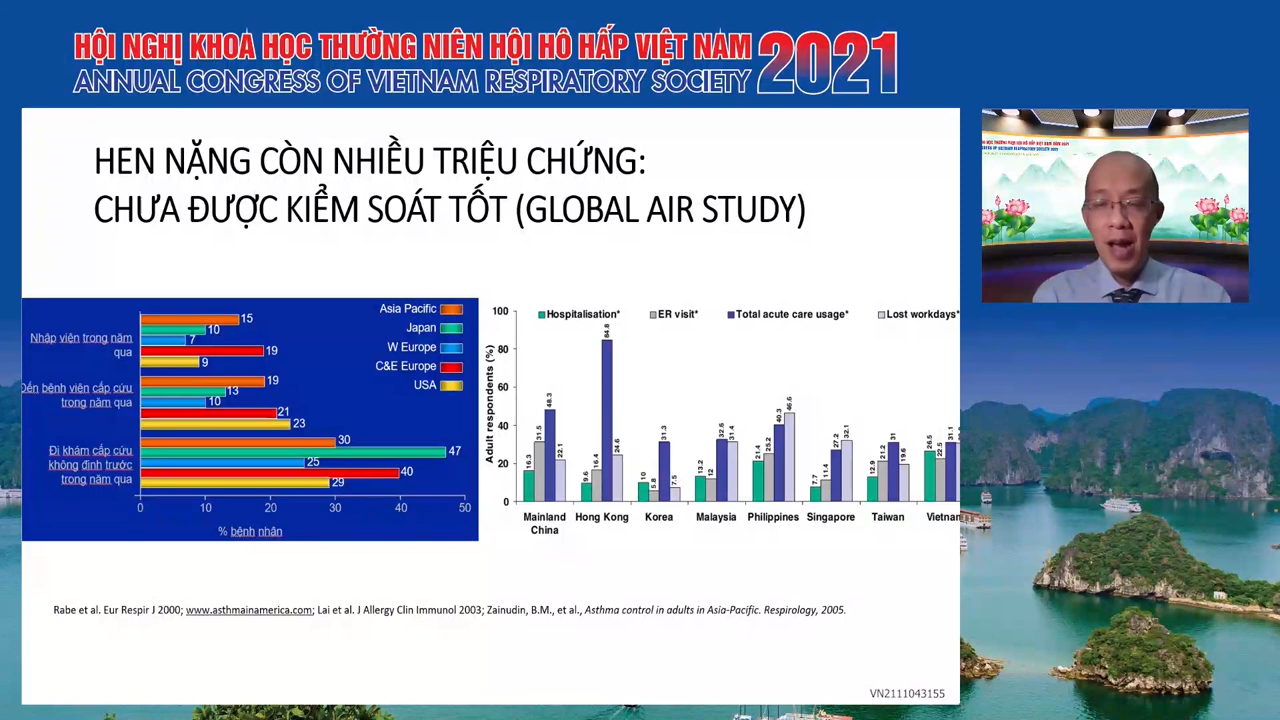 HỘI NGHỊ KHOA HỌC THƯỜNG NIÊN HỘI HÔ HẤP VIỆT NAM 2021
ANNUAL CONGRESS OF VIETNAM RESPIRATORY SOCIETY
HEN NẶNG CÒN NHIỀU TRIỆU CHỨNG:
CHƯA ĐƯỢC KIỂM SOÁT TỐT (GLOBAL AIR STUDY)
Asia Pacific
Japan
W Europe
C&E Europe
USA
Nhập viện trong năm
qua
15
10
7
19
9
Đến bệnh viện cấp cứu
trong năm qua
19
13
10
21
23
Đi khám cấp cứu
không định trước
trong năm qua
30
47
25
40
29
0 10 20 30 40 50
% bệnh nhân
Hospitalisation* ER visit* Total acute care usage* Lost workdays*
Adult respondents (%)
100
80
60
40
20
0
16.3 31.5 48.3 22.1
9.6 16.4 84.8 24.6
10 5.8 31.3 7.5
13.2 12 32.6 31.4
21.4 25.2 40.3 46.6
7.7 11.4 27.2 32.1
12.9 21.2 31 19.6
26.5 22.5 31.1
Mainland Hong Kong Korea Malaysia Philippines Singapore Taiwan Vietnam
China
Rabe et al. Eur Respir J 2000; www.asthmainamerica.com; Lai et al. J Allergy Clin Immunol 2003; Zainudin, B.M., et al., Asthma control in adults in Asia-Pacific. Respirology, 2005.
VN2111043155